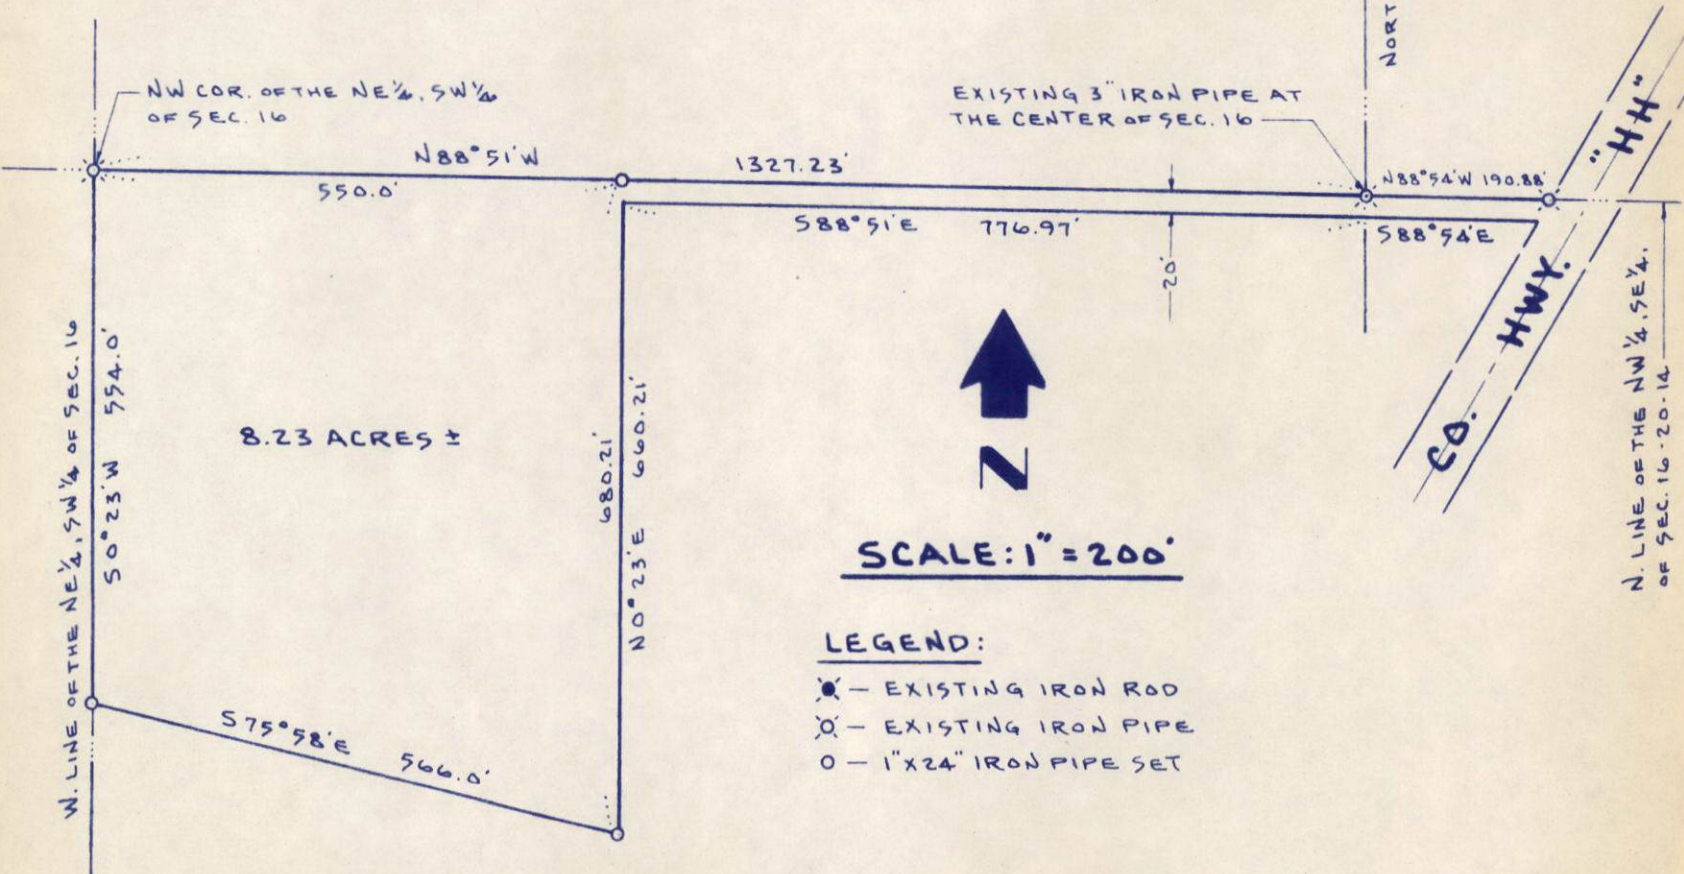 NORT
NW COR. OF THE NE¼, SW¼
OF SEC. 16
EXISTING 3" IRON PIPE AT
THE CENTER OF SEC. 16
"HH"
N88°51'W
1327.23'
N88°54'W 190.88'
550.0'
S88°51'E 776.97'
S88°54'E
20'
CO. HWY.
W. LINE OF THE NE¼, SW¼ OF SEC. 16
S0°23'W 554.0'
8.23 ACRES ±
680.21'
N0°23'E 660.21'
N
N. LINE OF THE NW¼, SE¼.
OF SEC. 16-20-14
SCALE: 1" = 200'
LEGEND:
— EXISTING IRON ROD
— EXISTING IRON PIPE
— 1"X24" IRON PIPE SET
S75°58'E 566.0'